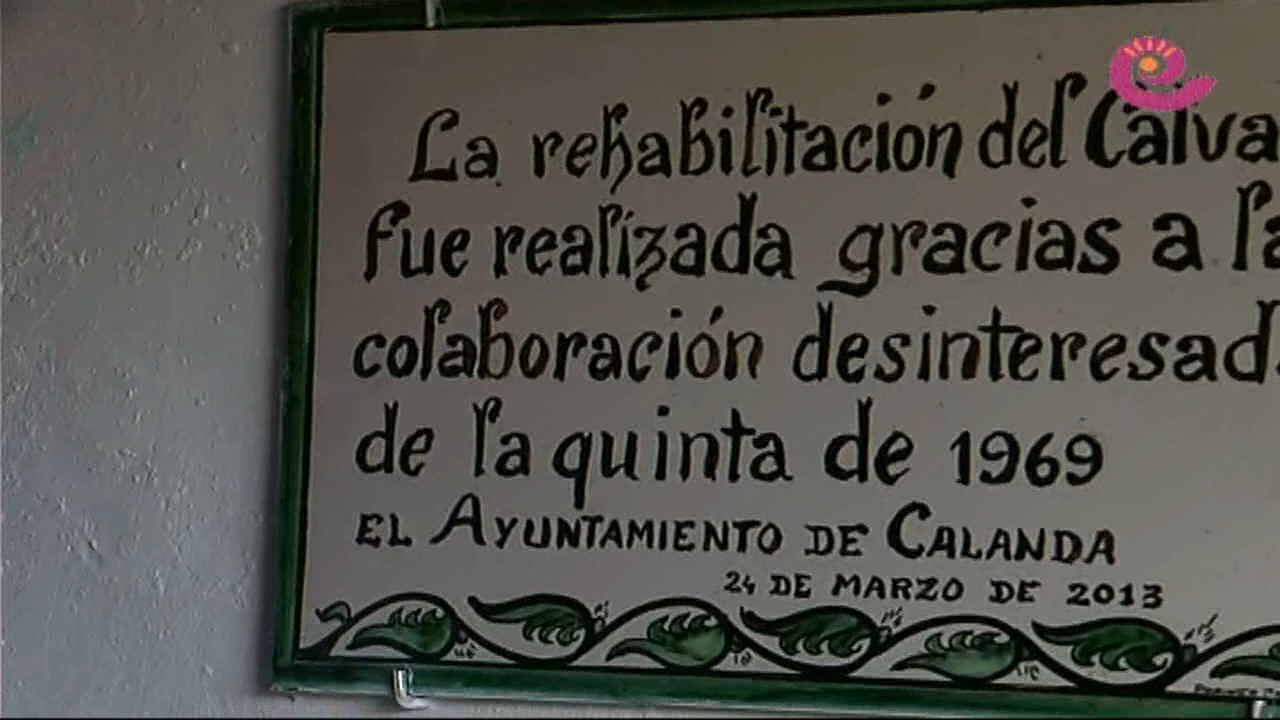 La rehabilitación del Calva
fue realizada gracias a la
colaboración desinteresad
de la quinta de 1969
EL AYUNTAMIENTO DE CALANDA
24 DE MARZO DE 2013